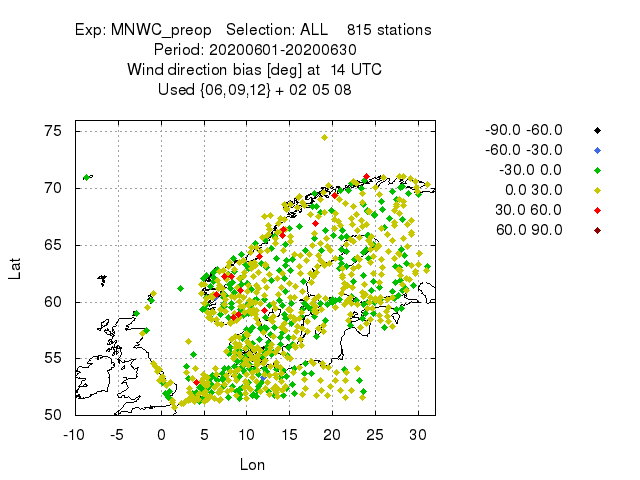 Exp: MNWC_preop   Selection: ALL    815 stations
Period: 20200601-20200630
Wind direction bias [deg] at  14 UTC
Used {06,09,12} + 02 05 08
-90.0 -60.0
-60.0 -30.0
-30.0 0.0
0.0 30.0
30.0 60.0
60.0 90.0
75
70
65
60
55
50
Lat
-10 -5 0 5 10 15 20 25 30
Lon